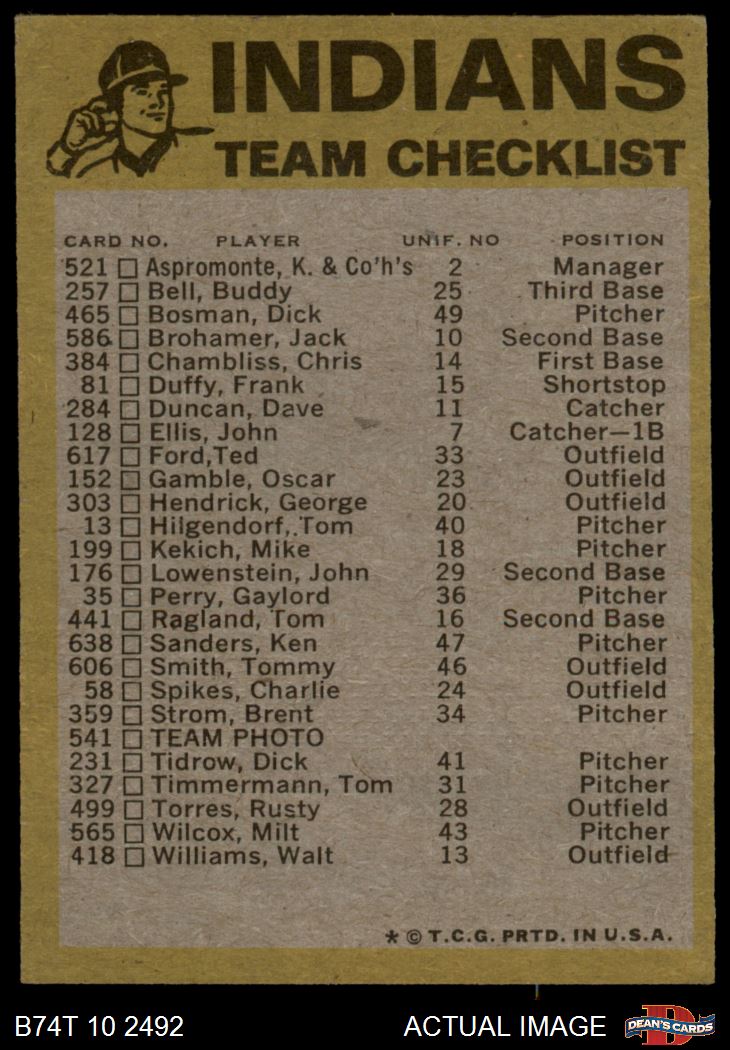 INDIANS
TEAM CHECKLIST
CARD NO. PLAYER UNIF. NO POSITION
521 Aspromonte, K. & Co'h's 2 Manager
257 Bell, Buddy 25 Third Base
465 Bosman, Dick 49 Pitcher
586 Brohamer, Jack 10 Second Base
384 Chambliss, Chris 14 First Base
81 Duffy, Frank 15 Shortstop
284 Duncan, Dave 11 Catcher
128 Ellis, John 7 Catcher—1B
617 Ford,Ted 33 Outfield
152 Gamble, Oscar 23 Outfield
303 Hendrick, George 20 Outfield
13 Hilgendorf, Tom 40 Pitcher
199 Kekich, Mike 18 Pitcher
176 Lowenstein, John 29 Second Base
35 Perry, Gaylord 36 Pitcher
441 Ragland, Tom 16 Second Base
638 Sanders, Ken 47 Pitcher
606 Smith, Tommy 46 Outfield
58 Spikes, Charlie 24 Outfield
359 Strom, Brent 34 Pitcher
541 TEAM PHOTO
231 Tidrow, Dick 41 Pitcher
327 Timmermann, Tom 31 Pitcher
499 Torres, Rusty 28 Outfield
565 Wilcox, Milt 43 Pitcher
418 Williams, Walt 13 Outfield
* © T.C.G. PRTD. IN U.S.A.
B74T 10 2492 ACTUAL IMAGE D DEAN'S CARDS